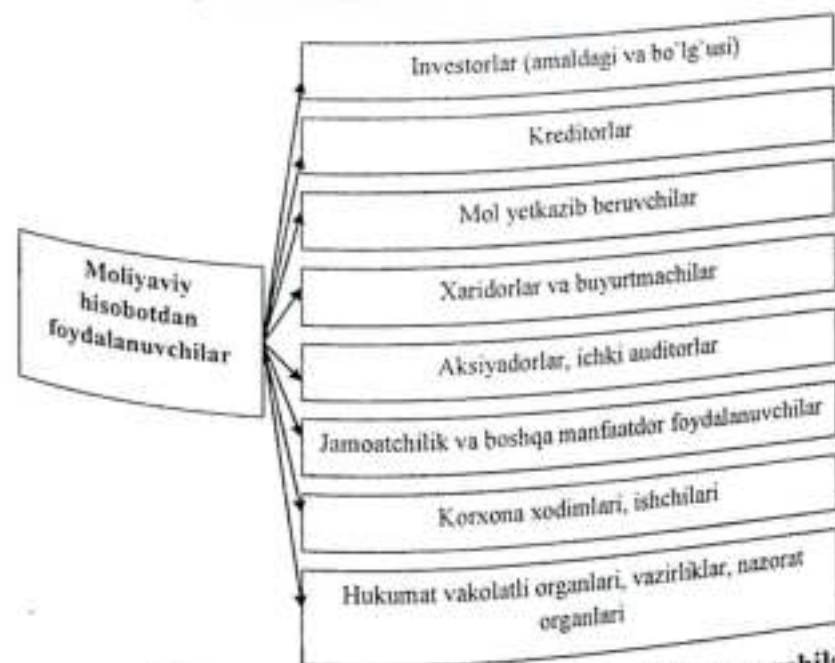 Moliyaviy
hisobotdan
foydalanuvchilar
Investorlar (amaldagi va bo`lg`usi)
Kreditorlar
Mol yetkazib beruvchilar
Xaridorlar va buyurtmachilar
Aksiyadorlar, ichki auditorlar
Jamoatchilik va boshqa manfaatdor foydalanuvchilar
Korxona xodimlari, ishchilari
Hukumat vakolatli organlari, vazirliklar, nazorat
organlari